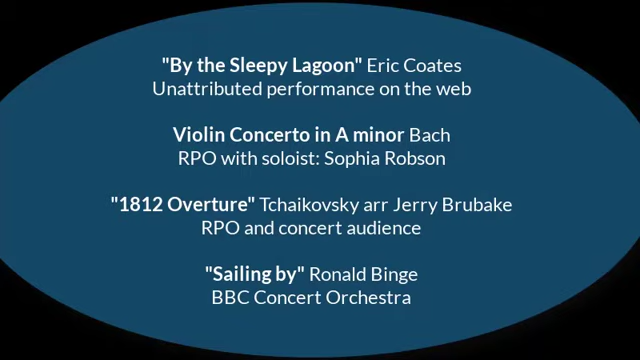 "By the Sleepy Lagoon" Eric Coates
Unattributed performance on the web
Violin Concerto in A minor Bach
RPO with soloist: Sophia Robson
"1812 Overture" Tchaikovsky arr Jerry Brubake
RPO and concert audience
"Sailing by" Ronald Binge
BBC Concert Orchestra